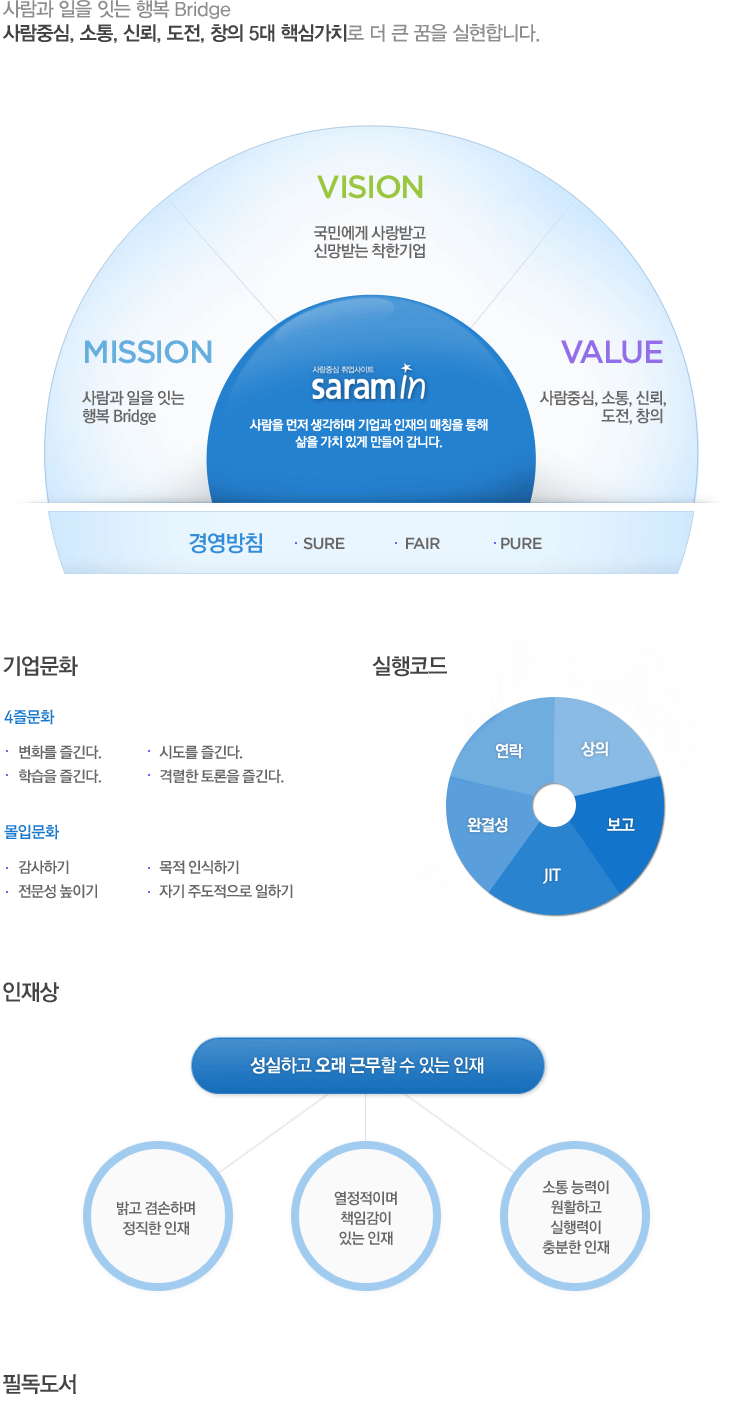 사람과 일을 잇는 행복 Bridge
사람중심, 소통, 신뢰, 도전, 창의 5대 핵심가치로 더 큰 꿈을 실현합니다.
VISION
국민에게 사랑받고
신망받는 착한기업
MISSION
사람과 일을 잇는
행복 Bridge
사람중심 취업사이트
saramin
사람을 먼저 생각하며 기업과 인재의 매칭을 통해
삶을 가치 있게 만들어 갑니다.
VALUE
사람중심, 소통, 신뢰,
도전, 창의
경영방침 · SURE · FAIR · PURE
기업문화
4즐문화
· 변화를 즐긴다. · 시도를 즐긴다.
· 학습을 즐긴다. · 격렬한 토론을 즐긴다.
몰입문화
· 감사하기 · 목적 인식하기
· 전문성 높이기 · 자기 주도적으로 일하기
실행코드
연락
상의
완결성
보고
JIT
인재상
성실하고 오래 근무할 수 있는 인재
밝고 겸손하며
정직한 인재
열정적이며
책임감이
있는 인재
소통 능력이
원활하고
실행력이
충분한 인재
필독도서